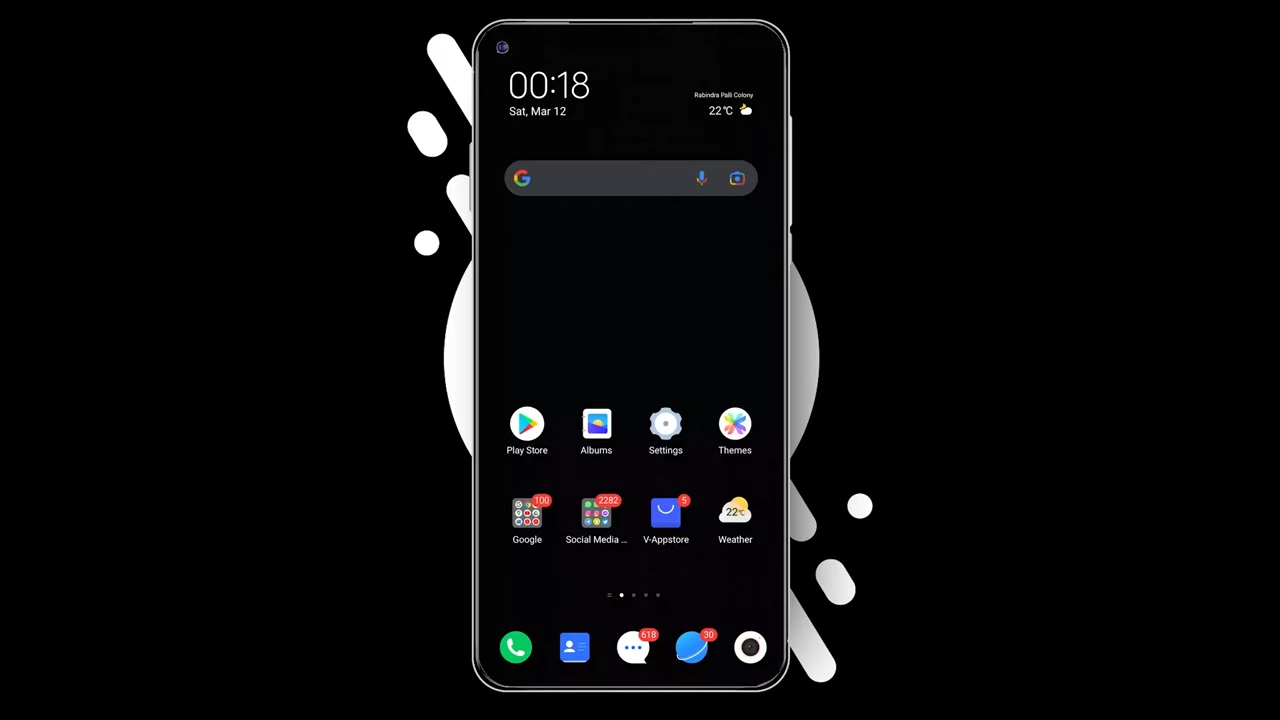 00:18
Sat, Mar 12
Rabindra Palli Colony
22℃
Play Store
Albums
Settings
Themes
100
2282
5
22℃
Google
Social Media ...
V-Appstore
Weather
618
30